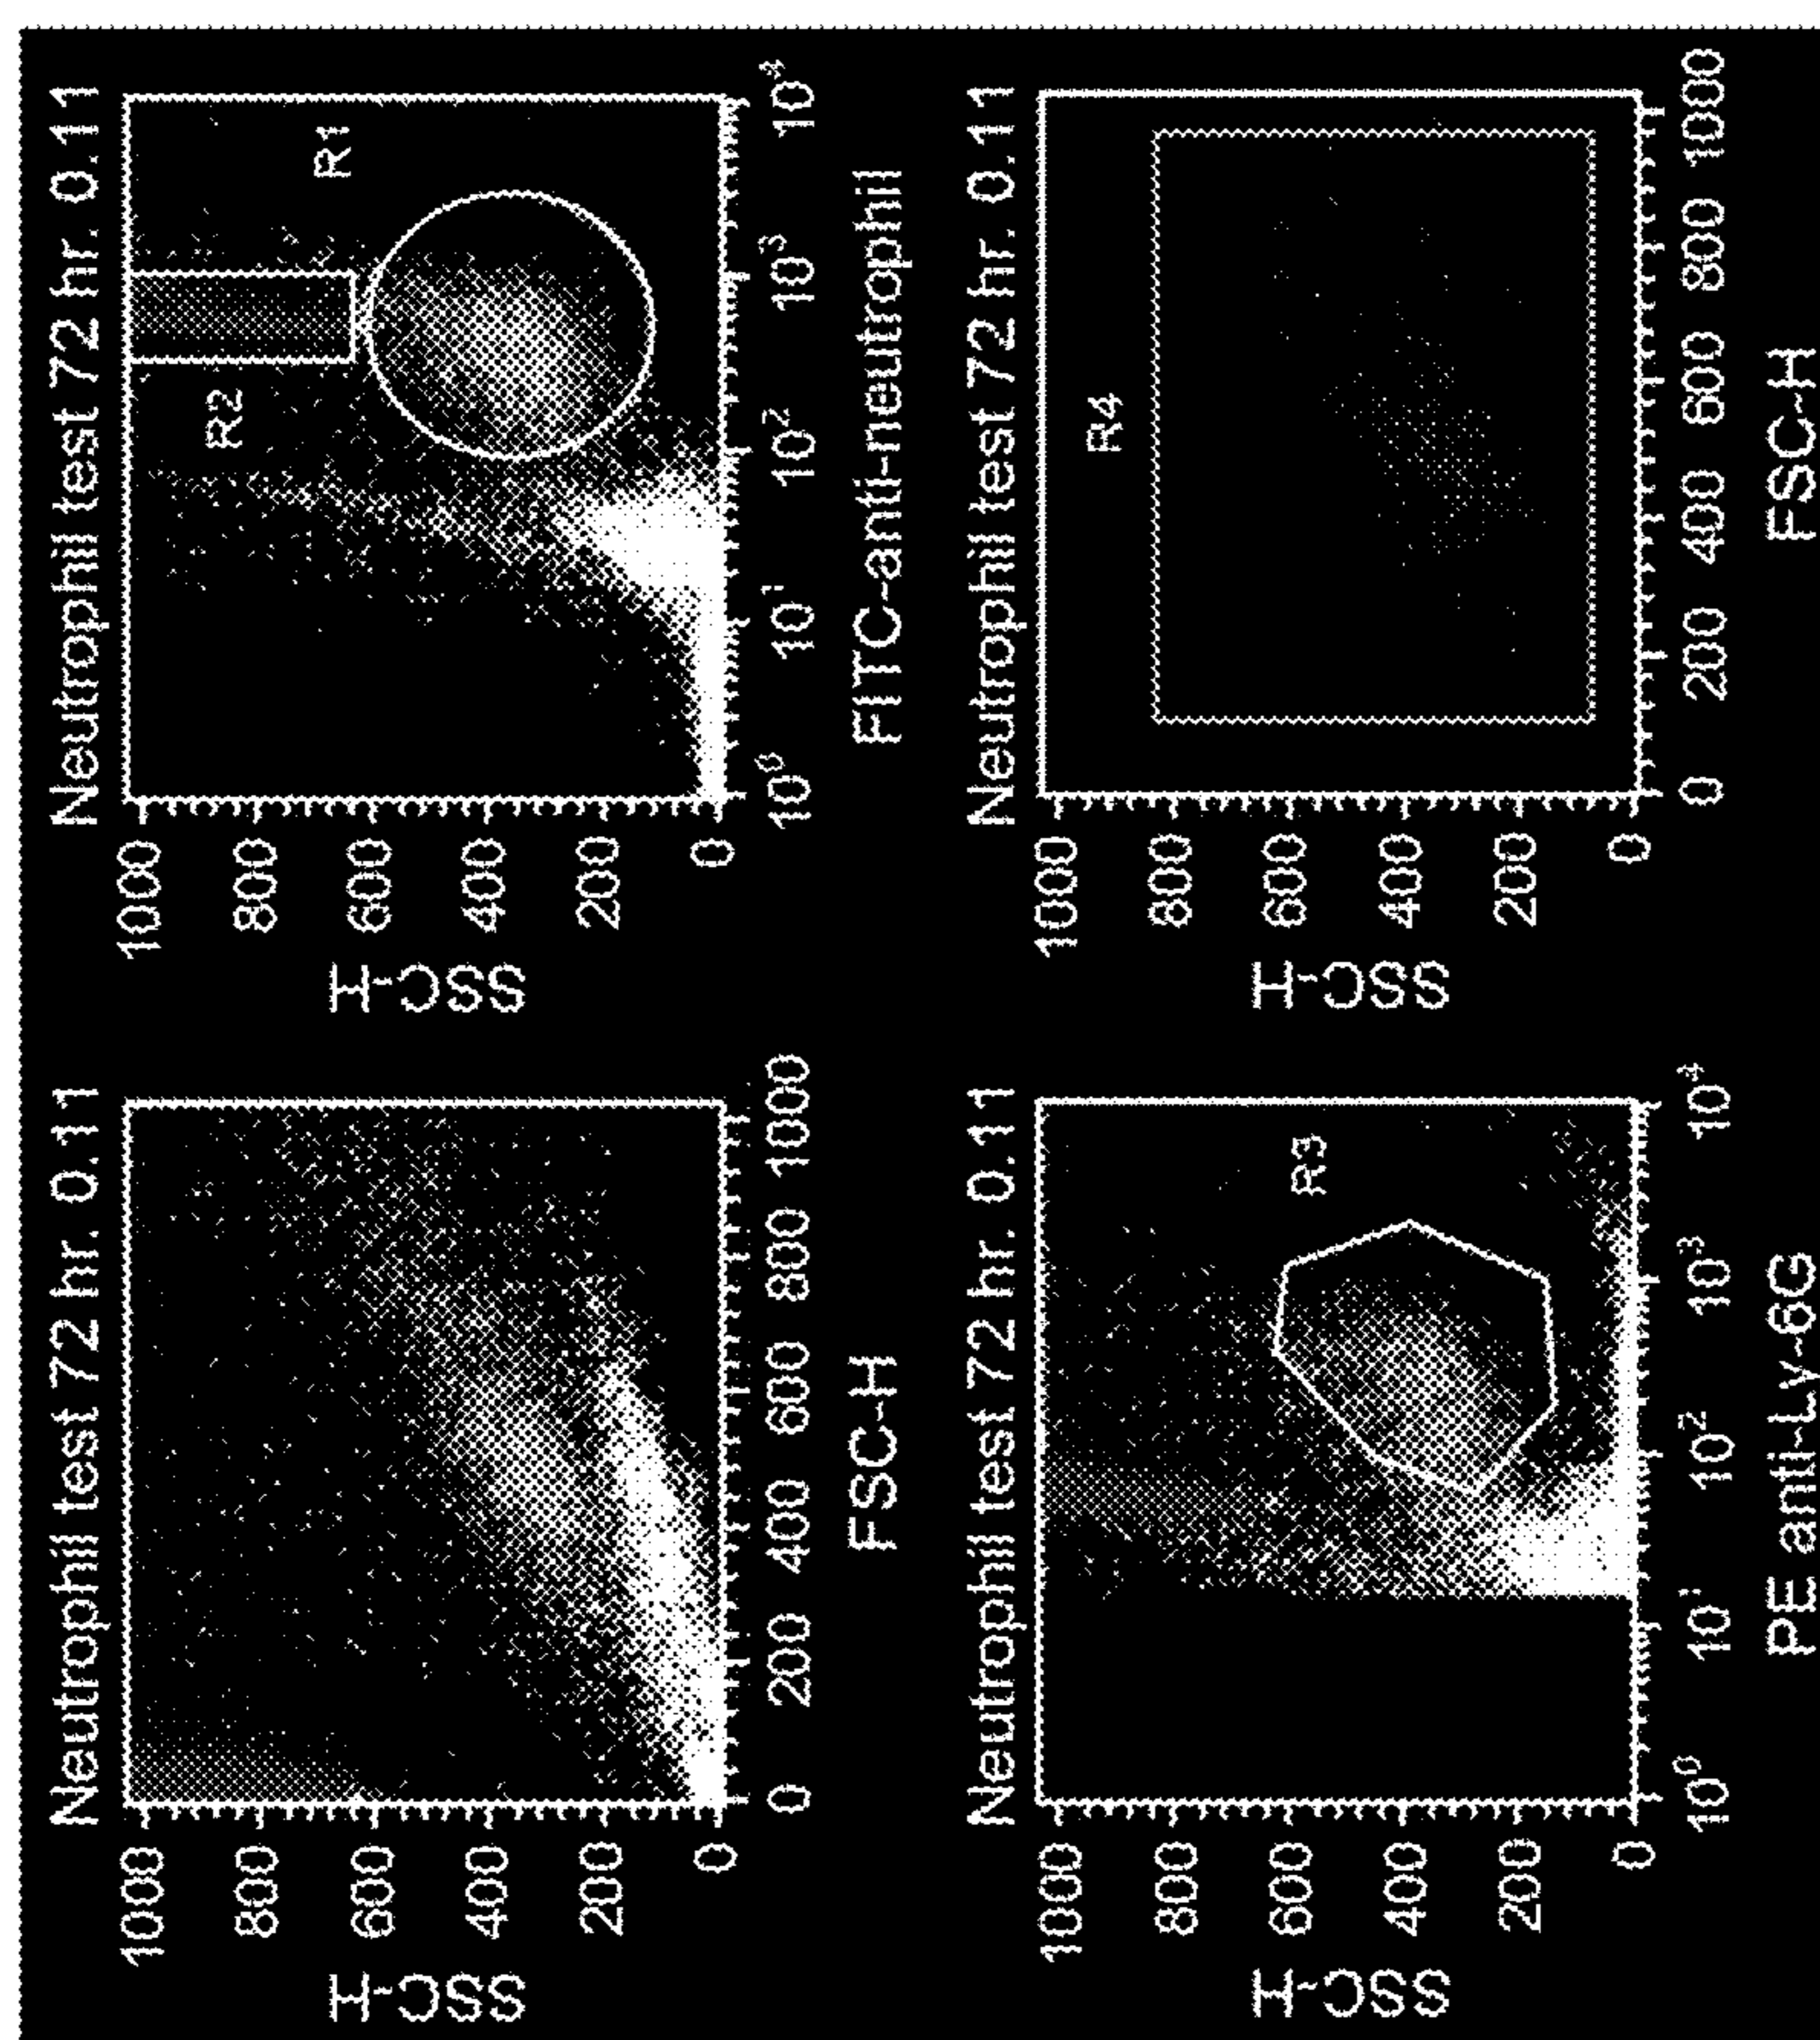 Neutrophil test 72 hr. 0.11
1000
800
600
400
200
0
SSC-H
0 200 400 600 800 1000
FSC-H
Neutrophil test 72 hr. 0.11
R1
R2
1000
800
600
400
200
0
SSC-H
10⁰ 10¹ 10² 10³ 10⁴
FITC-anti-neutrophil
Neutrophil test 72 hr. 0.11
R3
1000
800
600
400
200
0
SSC-H
10⁰ 10¹ 10² 10³ 10⁴
PE anti-Ly-6G
Neutrophil test 72 hr. 0.11
R4
1000
800
600
400
200
0
SSC-H
0 200 400 600 800 1000
FSC-H